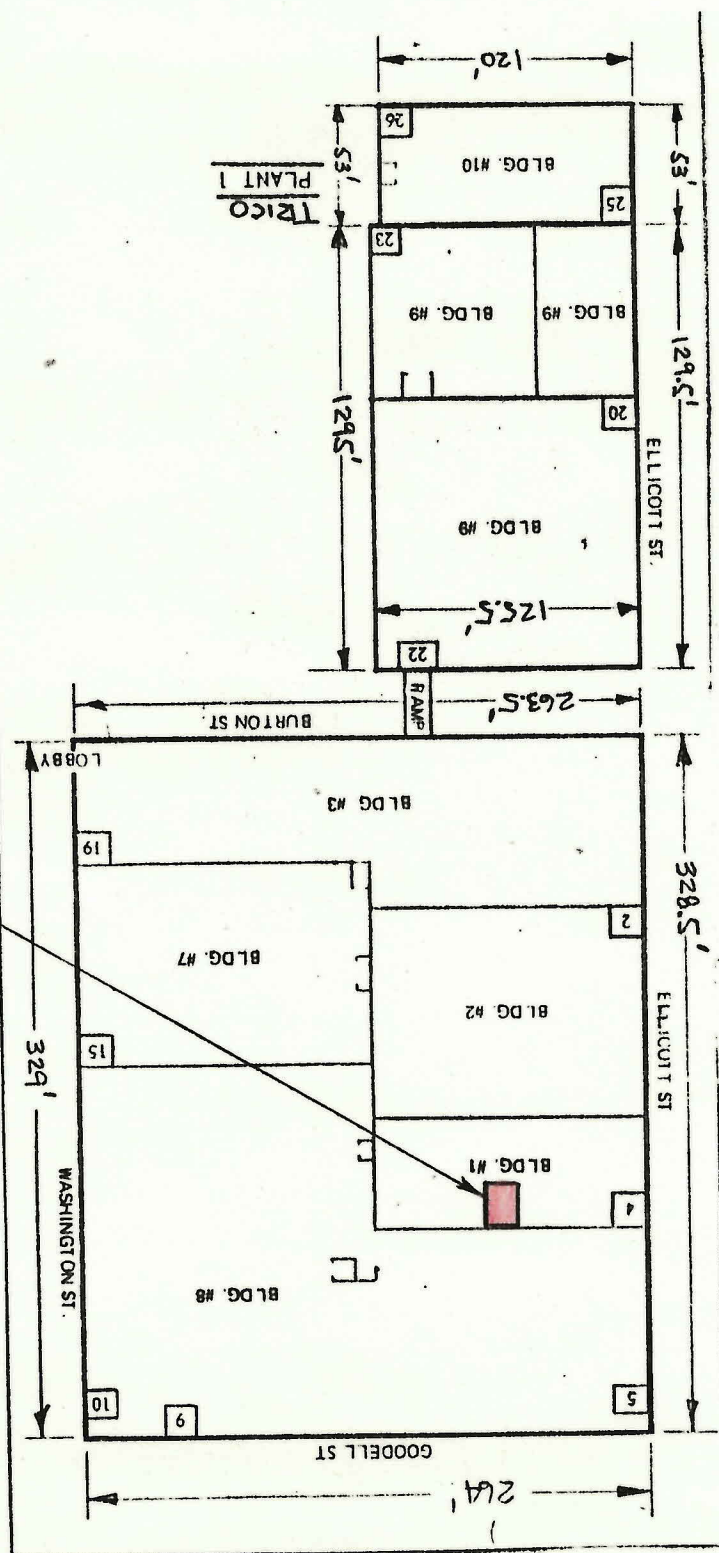 264'
GOODELL ST
5
9
10
BLDG. #8
4
BLDG. #1
WASHINGTON ST.
329'
328.5'
ELLICOTT ST
15
BLDG. #2
BLDG. #7
2
19
BLDG #3
LOBBY
263.5'
RAMP
BURTON ST.
22
125.5'
BLDG. #9
ELLICOTT ST.
20
129.5'
129.5'
BLDG. #9
BLDG. #9
23
25
TRICO
PLANT 1
53'
BLDG. #10
53'
26
120'